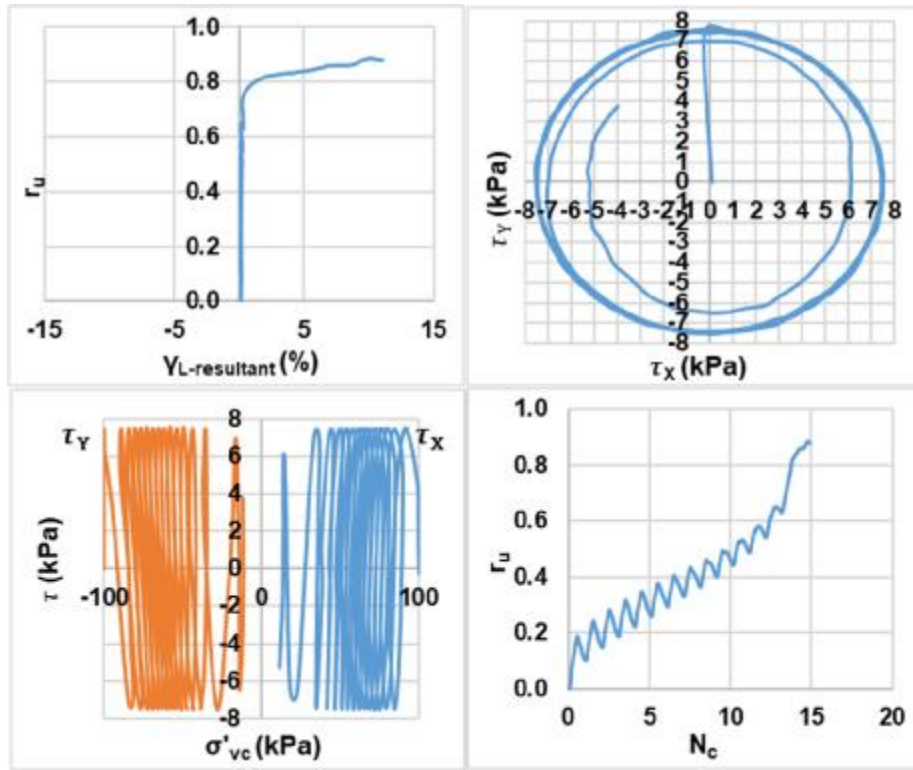 1.0
0.8
0.6
0.4
0.2
0.0
-15 -5 5 15
r_u
γ_L-resultant (%)
8
7
6
5
4
3
2
1
0
-1
-2
-3
-4
-5
-6
-7
-8
-8 -7 -6 -5 -4 -3 -2 -1 0 1 2 3 4 5 6 7 8
τ_Y (kPa)
τ_X (kPa)
τ_Y τ_X
8
6
4
2
0
-2
-4
-6
-8
-100 0 100
τ (kPa)
σ'_vc (kPa)
1.0
0.8
0.6
0.4
0.2
0.0
0 5 10 15 20
r_u
N_c